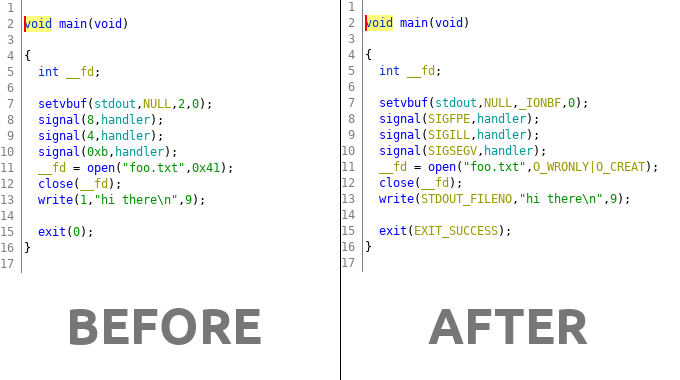 1
2 void main(void)
3
4 {
5   int __fd;
6
7   setvbuf(stdout,NULL,2,0);
8   signal(8,handler);
9   signal(4,handler);
10   signal(0xb,handler);
11   __fd = open("foo.txt",0x41);
12   close(__fd);
13   write(1,"hi there\n",9);
14
15   exit(0);
16 }
17
BEFORE
1
2 void main(void)
3
4 {
5   int __fd;
6
7   setvbuf(stdout,NULL,_IONBF,0);
8   signal(SIGFPE,handler);
9   signal(SIGILL,handler);
10   signal(SIGSEGV,handler);
11   __fd = open("foo.txt",O_WRONLY|O_CREAT);
12   close(__fd);
13   write(STDOUT_FILENO,"hi there\n",9);
14
15   exit(EXIT_SUCCESS);
16 }
17
AFTER